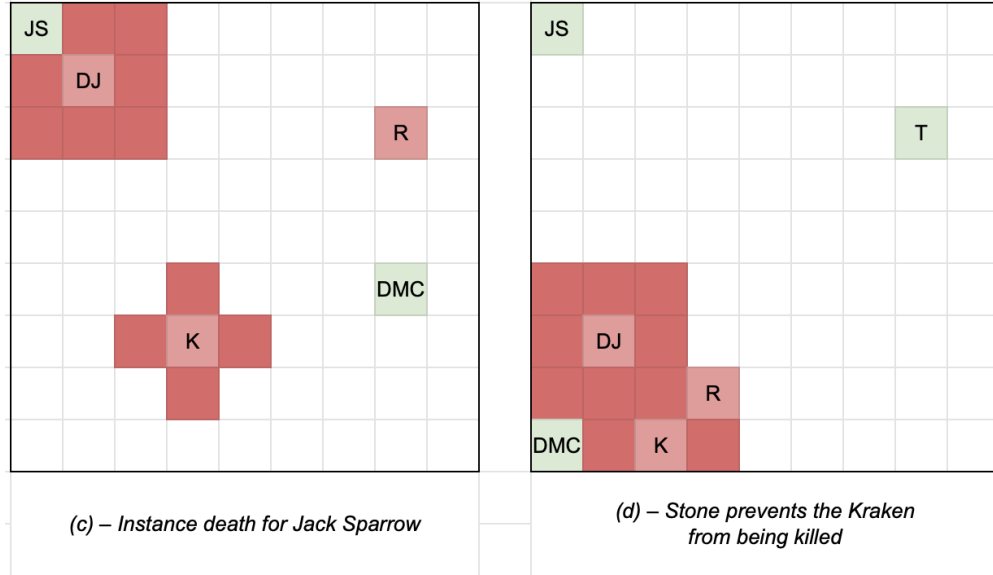 JS
DJ
R
DMC
K
(c) – Instance death for Jack Sparrow
JS
T
DJ
R
DMC
K
(d) – Stone prevents the Kraken
from being killed